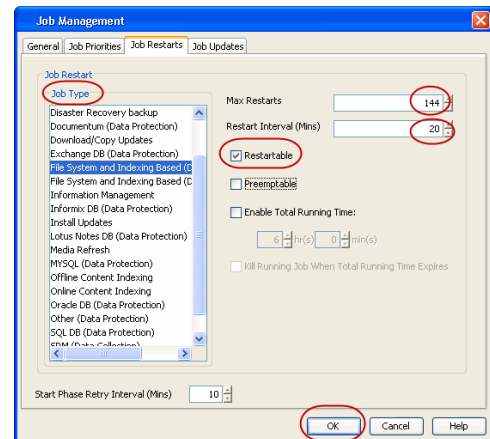 Job Management
General Job Priorities Job Restarts Job Updates
Job Restart
Job Type
Disaster Recovery backup
Documentum (Data Protection)
Download/Copy Updates
Exchange DB (Data Protection)
File System and Indexing Based (D
File System and Indexing Based (D
Information Management
Informix DB (Data Protection)
Install Updates
Lotus Notes DB (Data Protection)
Media Refresh
MYSQL (Data Protection)
Offline Content Indexing
Online Content Indexing
Oracle DB (Data Protection)
Other (Data Protection)
SQL DB (Data Protection)
SRM (Data Collection)
Max Restarts 144
Restart Interval (Mins) 20
Restartable
Preemptable
Enable Total Running Time:
6 hr(s) 0 min(s)
Kill Running Job When Total Running Time Expires
Start Phase Retry Interval (Mins) 10
OK Cancel Help